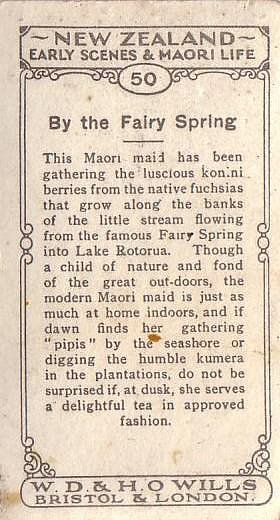 ~ NEW ZEALAND ~
EARLY SCENES & MAORI LIFE
50
By the Fairy Spring
This Maori maid has been
gathering the luscious konini
berries from the native fuchsias
that grow along the banks
of the little stream flowing
from the famous Fairy Spring
into Lake Rotorua. Though
a child of nature and fond
of the great out-doors, the
modern Maori maid is just as
much at home indoors, and if
dawn finds her gathering
"pipis" by the seashore or
digging the humble kumera
in the plantations, do not be
surprised if, at dusk, she serves
a delightful tea in approved
fashion.
W. D. & H. O WILLS
BRISTOL & LONDON.